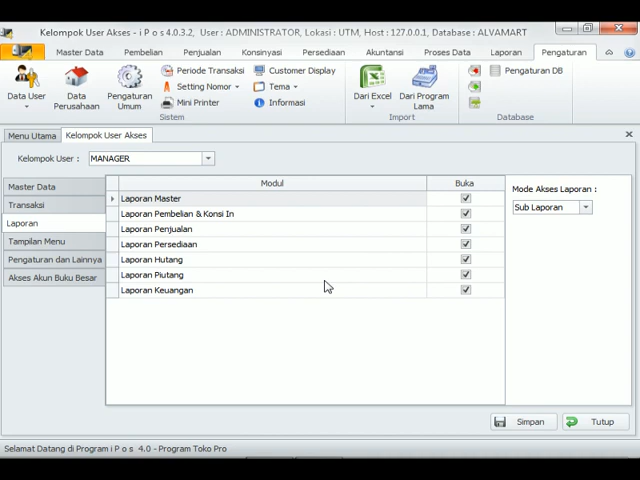 Kelompok User Akses - i P o s 4.0.3.2, User : ADMINISTRATOR, Lokasi : UTM, Host : 127.0.0.1, Database : ALVAMART
Master Data Pembelian Penjualan Konsinyasi Persediaan Akuntansi Proses Data Laporan Pengaturan
Data User
Data Perusahaan
Pengaturan Umum
Periode Transaksi
Setting Nomor
Mini Printer
Customer Display
Tema
Informasi
Sistem
Dari Excel
Dari Program Lama
Import
Pengaturan DB
Database
Menu Utama Kelompok User Akses
Kelompok User : MANAGER
Master Data
Transaksi
Laporan
Tampilan Menu
Pengaturan dan Lainnya
Akses Akun Buku Besar
Modul Buka
Laporan Master
Laporan Pembelian & Konsi In
Laporan Penjualan
Laporan Persediaan
Laporan Hutang
Laporan Piutang
Laporan Keuangan
Mode Akses Laporan :
Sub Laporan
Simpan Tutup
Selamat Datang di Program i P o s 4.0 - Program Toko Pro